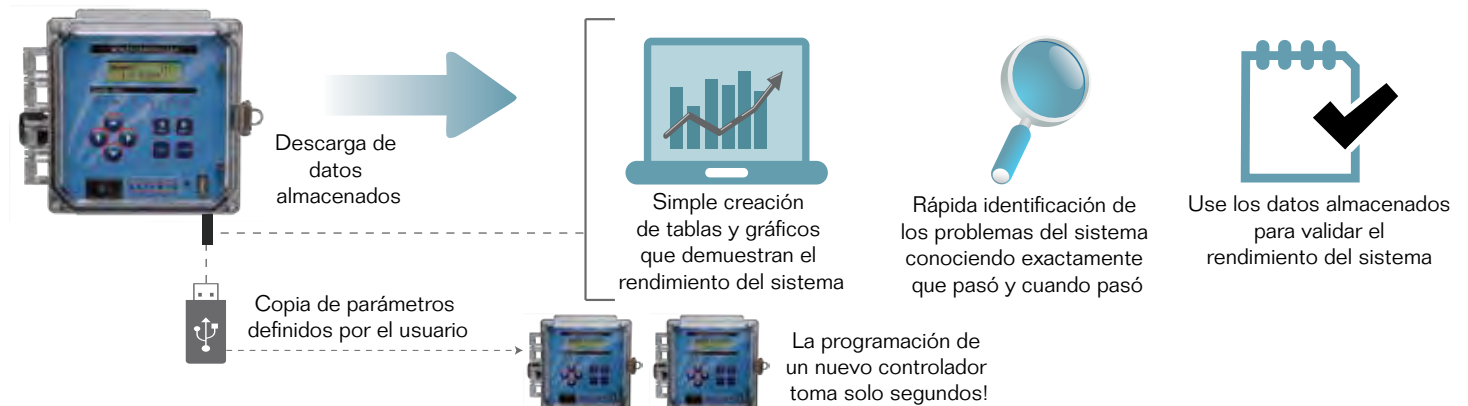 Descarga de
datos
almacenados
Simple creación
de tablas y gráficos
que demuestran el
rendimiento del sistema
Rápida identificación de
los problemas del sistema
conociendo exactamente
que pasó y cuando pasó
Use los datos almacenados
para validar el
rendimiento del sistema
Copia de parámetros
definidos por el usuario
La programación de
un nuevo controlador
toma solo segundos!